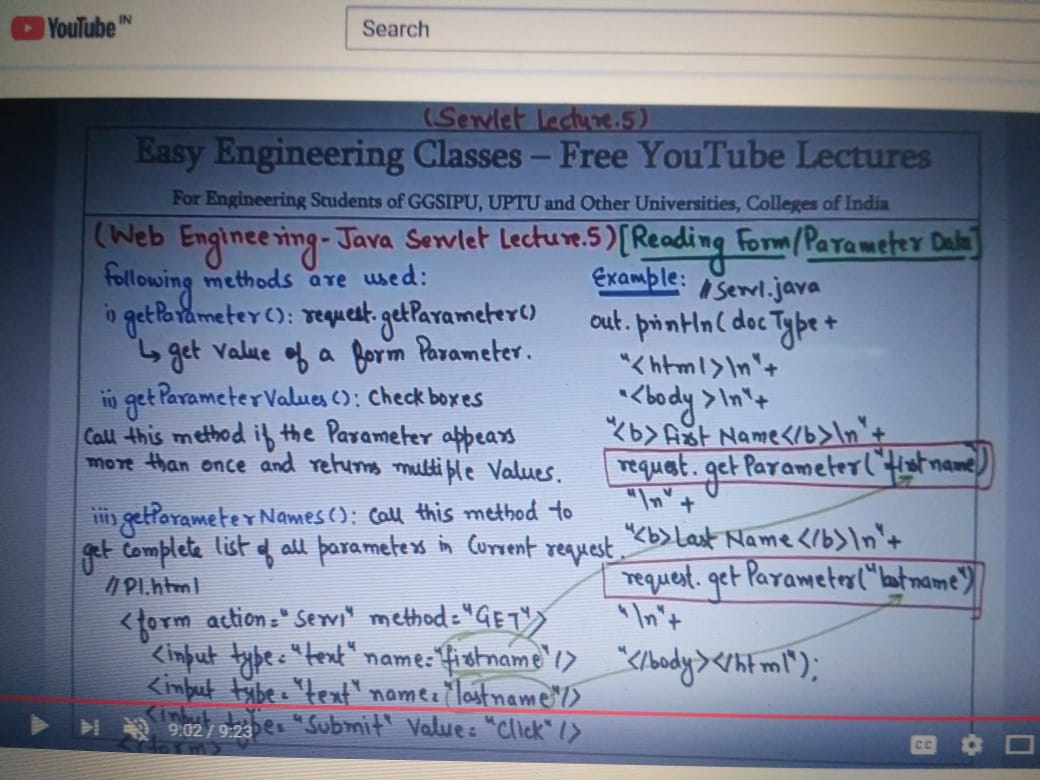 YouTube IN
Search
(Servlet Lecture.5)
Easy Engineering Classes – Free YouTube Lectures
For Engineering Students of GGSIPU, UPTU and Other Universities, Colleges of India
(Web Engineering - Java Servlet Lecture.5) [Reading Form/Parameter Data]
following methods are used:
i) getParameter(): request.getParameter()
↳ get value of a form Parameter.
ii) getParameterValues(): Check boxes
Call this method if the Parameter appears
more than once and returns multiple Values.
iii) getParameterNames(): Call this method to
get Complete list of all parameters in Current request.
//P1.html
<form action="Serv1" method="GET">
<input type="text" name="firstname"/>
<input type="text" name="lastname"/>
<input type="Submit" Value="Click"/>
</form>
Example: //Serv1.java
out.println(docType +
"<html>\n"+
"<body>\n"+
"<b>First Name</b>\n"+
request.getParameter("firstname")
"\n"+
"<b>Last Name</b>\n"+
request.getParameter("lastname")
"\n"+
"</body></html");
9:02 / 9:23
CC